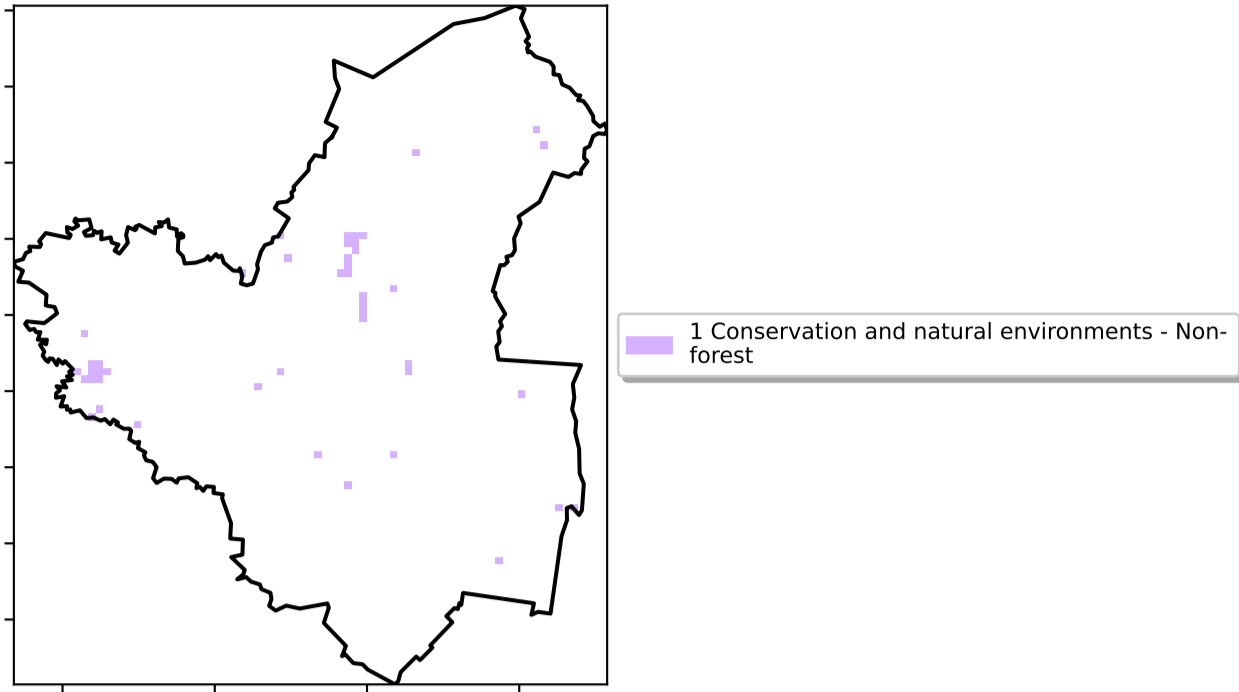 1 Conservation and natural environments - Non-
forest